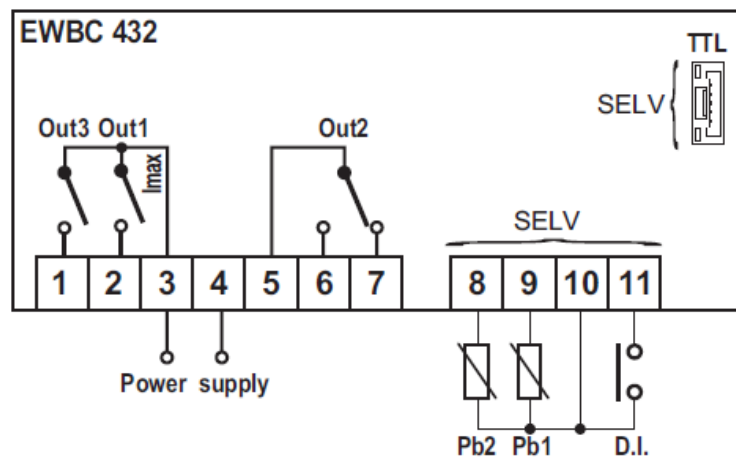 EWBC 432
TTL
SELV
Out3 Out1
Imax
Out2
SELV
1 2 3 4 5 6 7
8 9 10 11
Power supply
Pb2 Pb1 D.I.